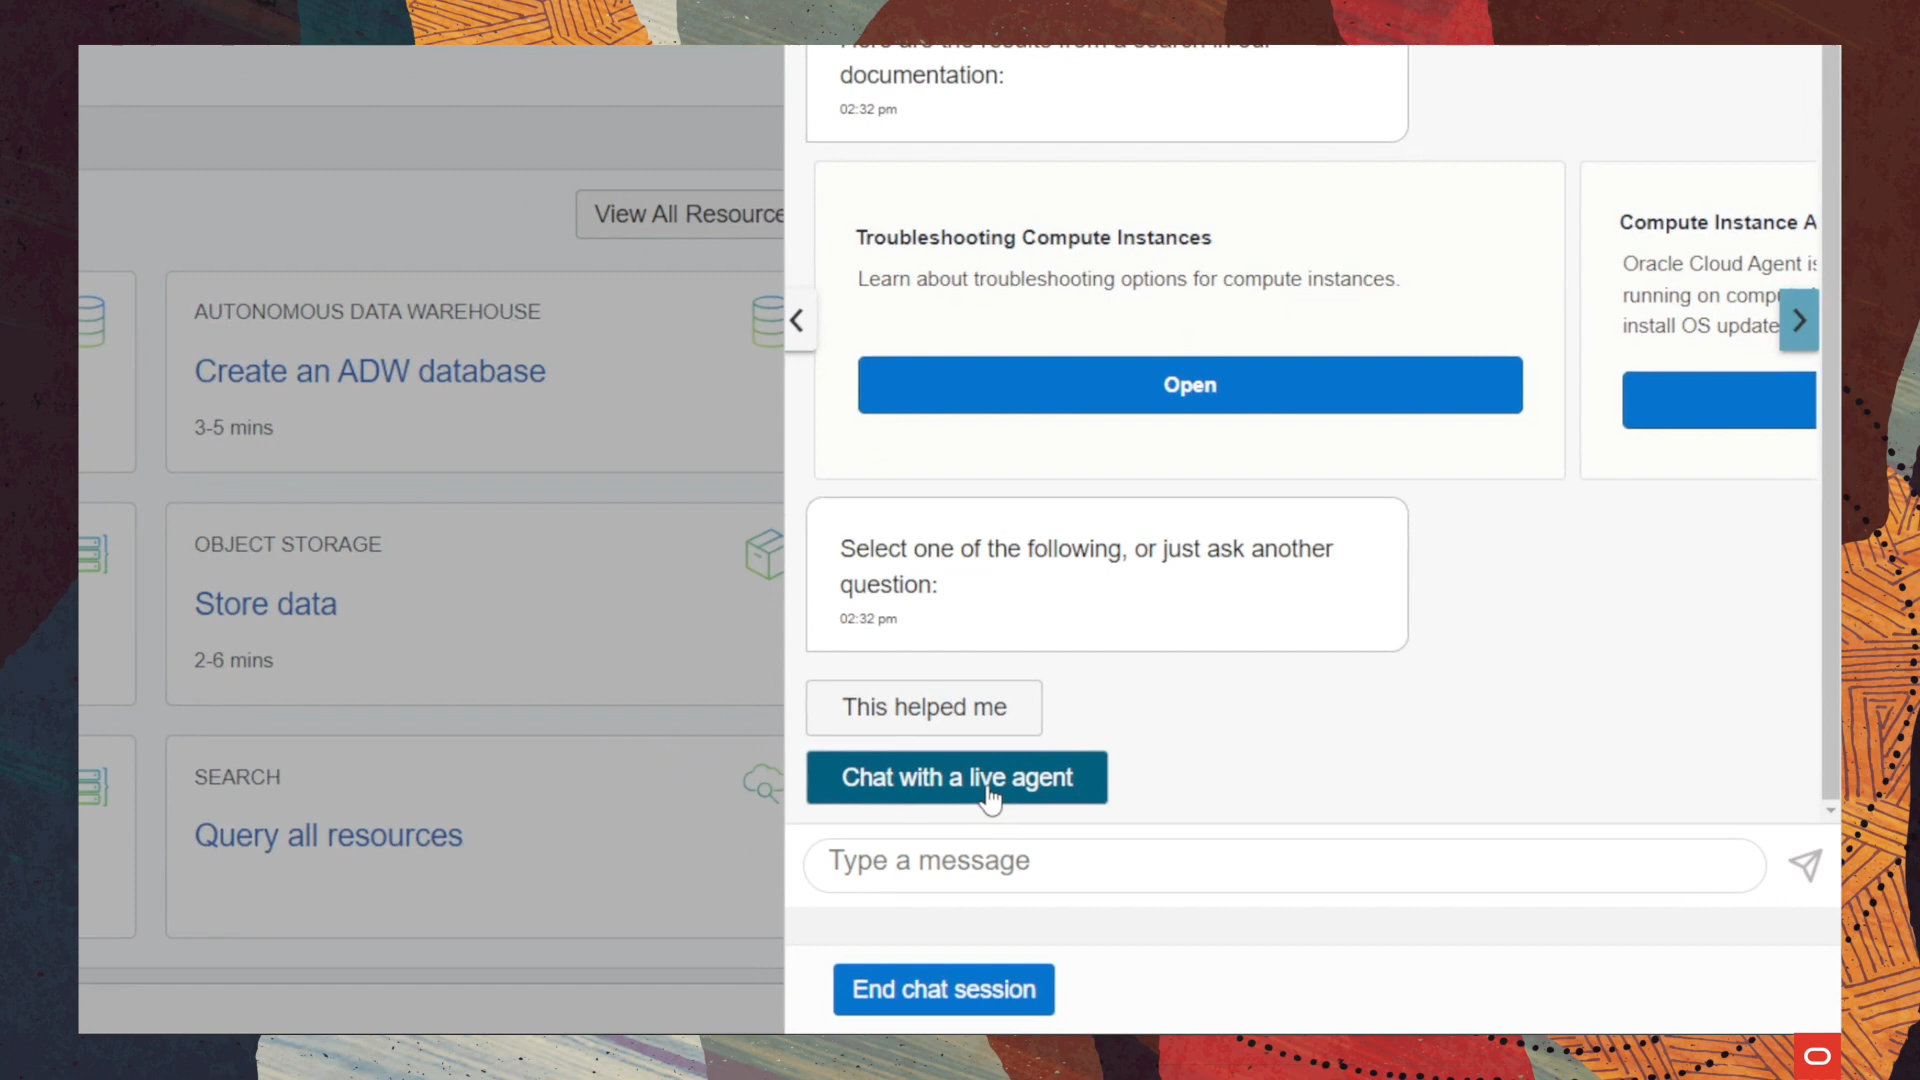 documentation:
02:32 pm
View All Resource
Troubleshooting Compute Instances
Learn about troubleshooting options for compute instances.
Open
Compute Instance A
Oracle Cloud Agent is
running on comp
install OS update
AUTONOMOUS DATA WAREHOUSE
Create an ADW database
3-5 mins
OBJECT STORAGE
Store data
2-6 mins
SEARCH
Query all resources
Select one of the following, or just ask another
question:
02:32 pm
This helped me
Chat with a live agent
Type a message
End chat session